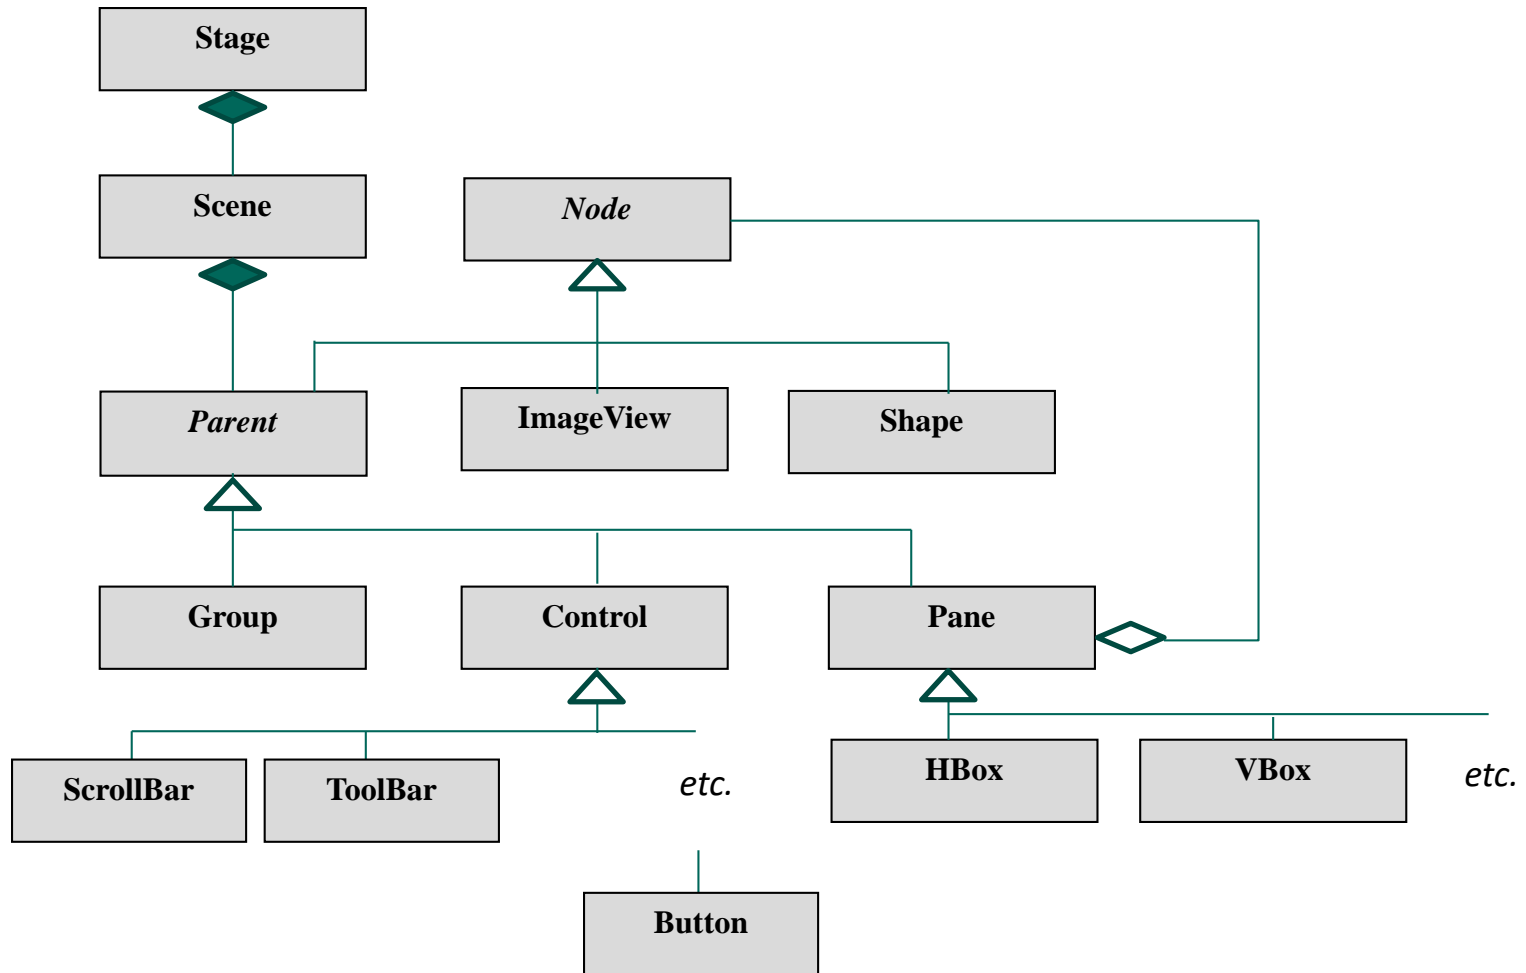 Stage
Scene
Node
Parent
ImageView
Shape
Group
Control
Pane
ScrollBar
ToolBar
etc.
HBox
VBox
etc.
Button